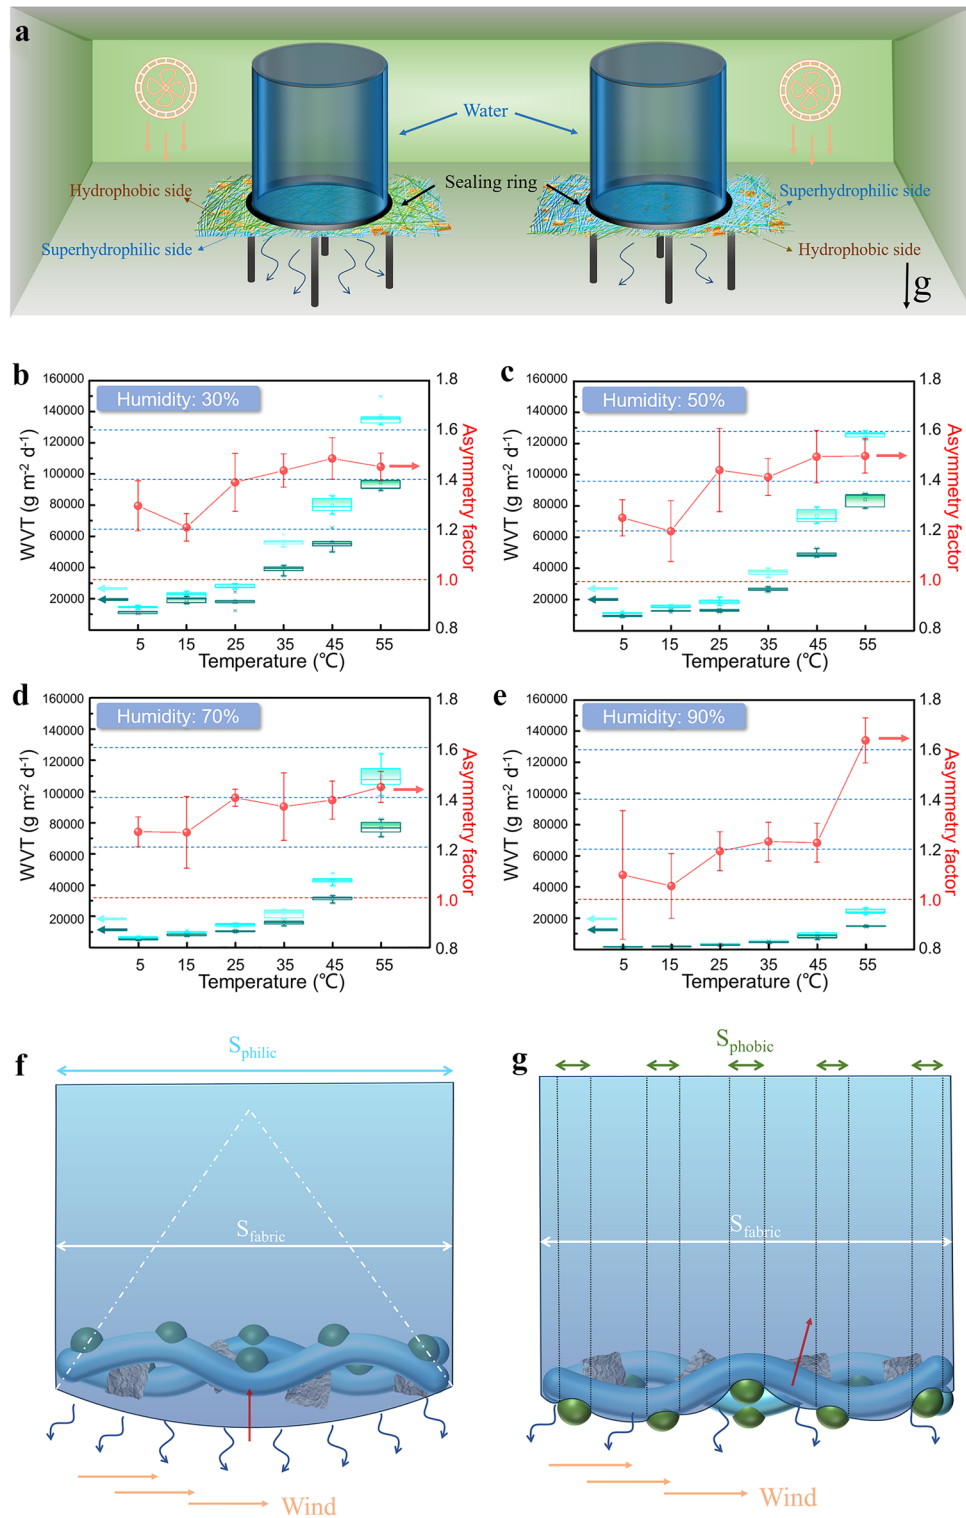 a
Water
Hydrophobic side
Sealing ring
Superhydrophilic side
Superhydrophilic side
Hydrophobic side
g
b
Humidity: 30%
WVT (g m-2 d-1)
160000
140000
120000
100000
80000
60000
40000
20000
1.8
1.6
1.4
1.2
1.0
0.8
Asymmetry factor
5 15 25 35 45 55
Temperature (℃)
c
Humidity: 50%
WVT (g m-2 d-1)
160000
140000
120000
100000
80000
60000
40000
20000
1.8
1.6
1.4
1.2
1.0
0.8
Asymmetry factor
5 15 25 35 45 55
Temperature (℃)
d
Humidity: 70%
WVT (g m-2 d-1)
160000
140000
120000
100000
80000
60000
40000
20000
1.8
1.6
1.4
1.2
1.0
0.8
Asymmetry factor
5 15 25 35 45 55
Temperature (℃)
e
Humidity: 90%
WVT (g m-2 d-1)
160000
140000
120000
100000
80000
60000
40000
20000
1.8
1.6
1.4
1.2
1.0
0.8
Asymmetry factor
5 15 25 35 45 55
Temperature (℃)
f
Sphilic
Sfabric
Wind
g
Sphobic
Sfabric
Wind